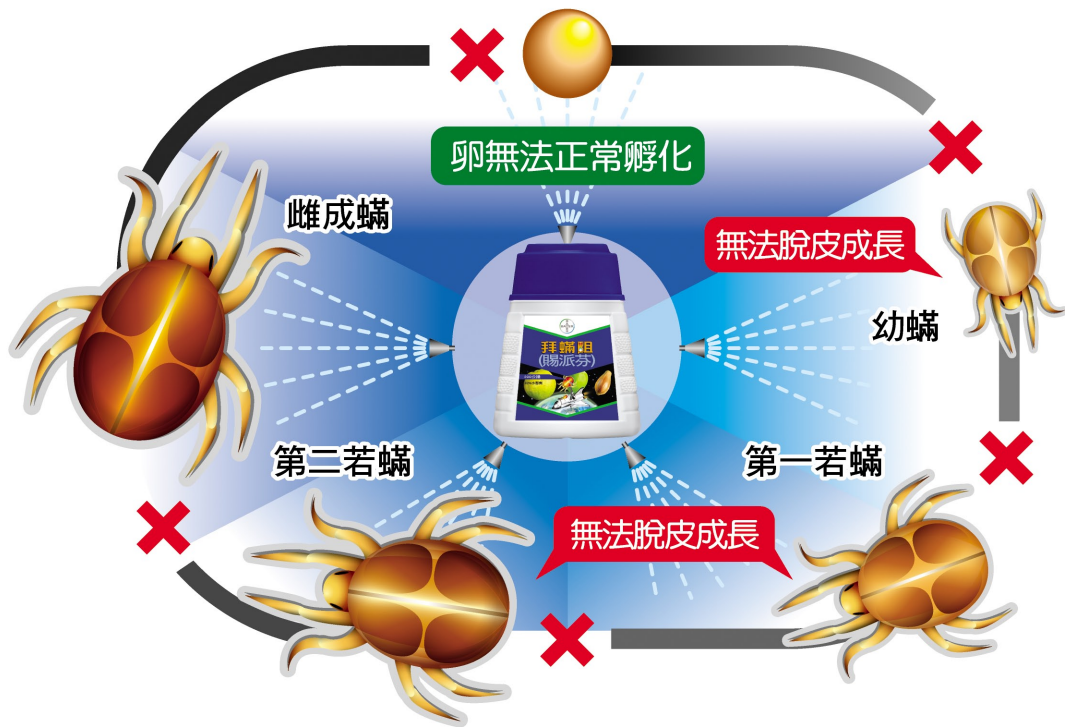 卵無法正常孵化
雌成蟎
無法脫皮成長
幼蟎
拜蟎粗
(賜派芬)
第二若蟎
第一若蟎
無法脫皮成長